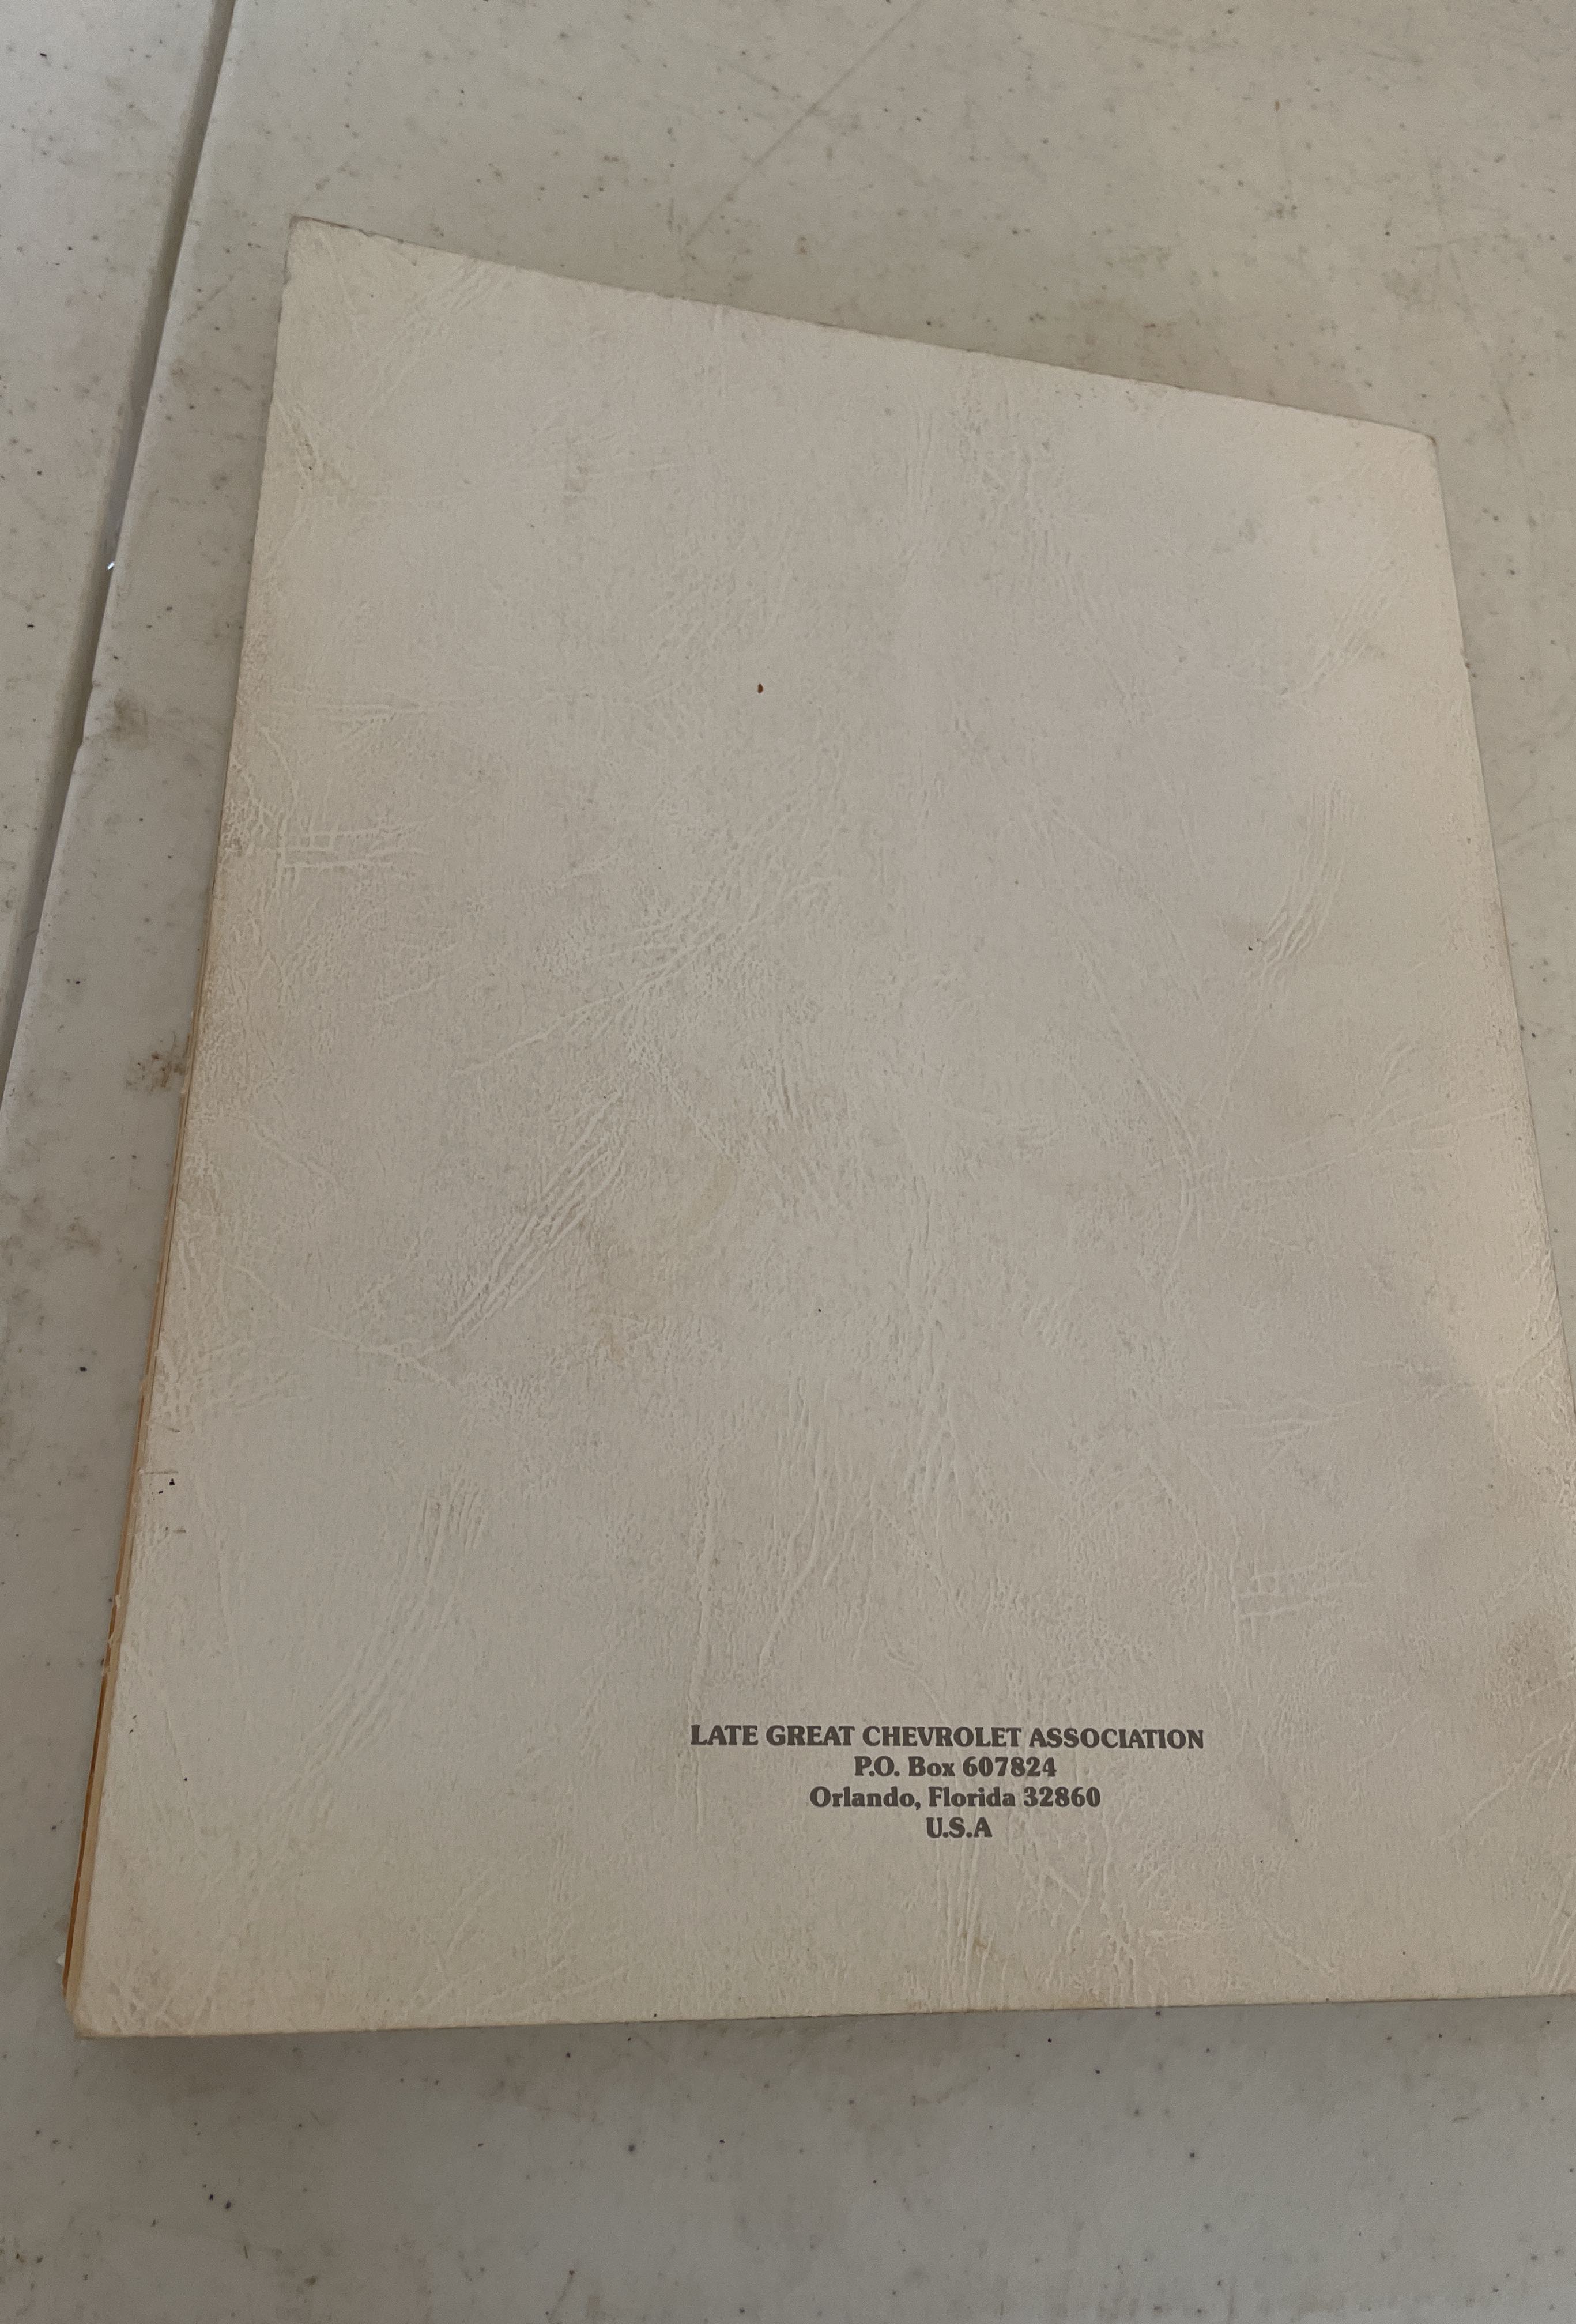 LATE GREAT CHEVROLET ASSOCIATION
P.O. Box 607824
Orlando, Florida 32860
U.S.A